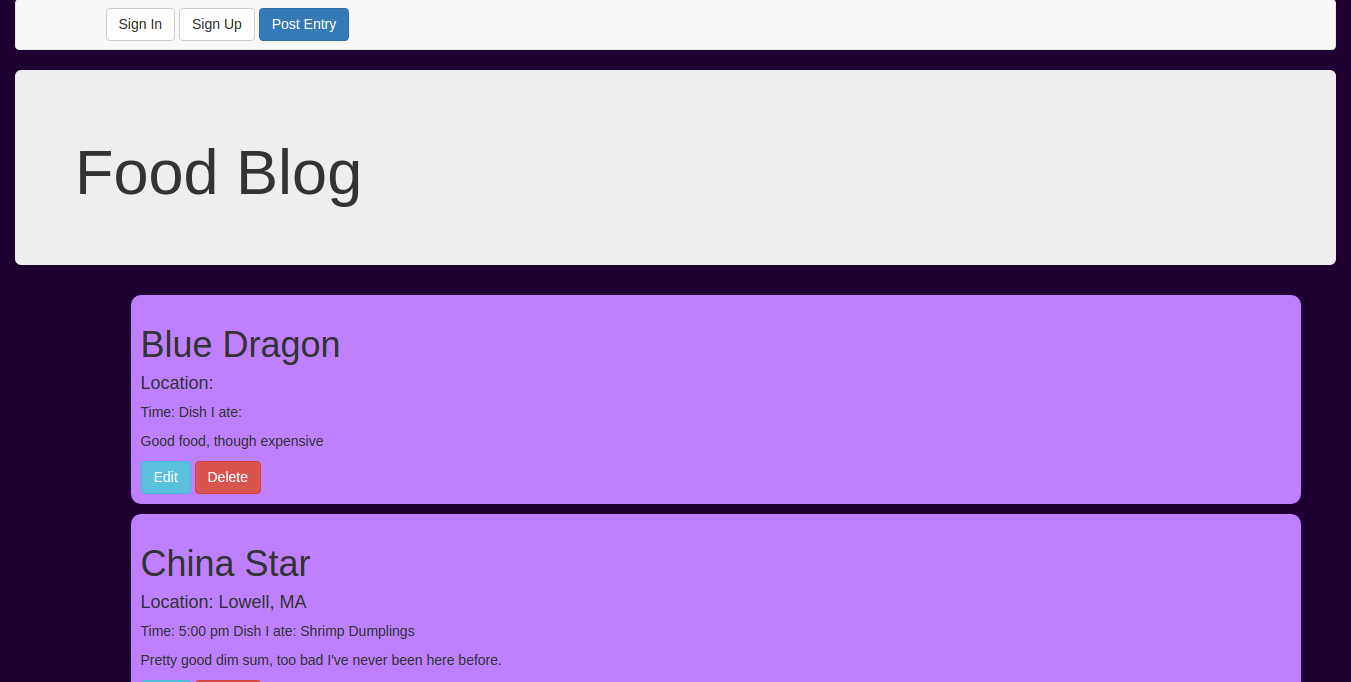 Sign In Sign Up Post Entry
Food Blog
Blue Dragon
Location:
Time: Dish I ate:
Good food, though expensive
Edit Delete
China Star
Location: Lowell, MA
Time: 5:00 pm Dish I ate: Shrimp Dumplings
Pretty good dim sum, too bad I've never been here before.